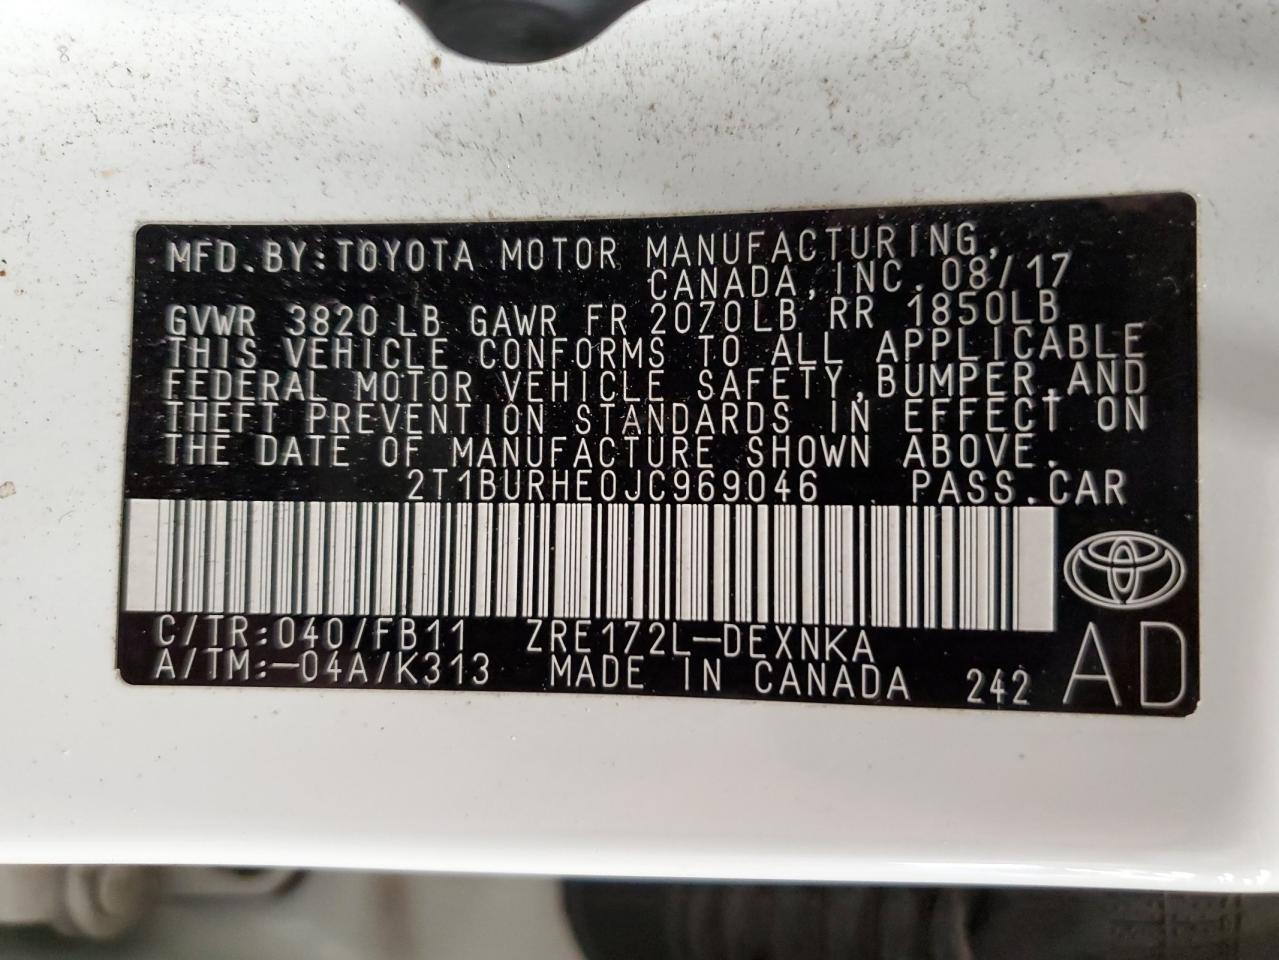 MFD.BY:TOYOTA MOTOR MANUFACTURING,
CANADA,INC.08/17
GVWR 3820 LB GAWR FR 2070LB RR 1850LB
THIS VEHICLE CONFORMS TO ALL APPLICABLE
FEDERAL MOTOR VEHICLE SAFETY,BUMPER,AND
THEFT PREVENTION STANDARDS IN EFFECT ON
THE DATE OF MANUFACTURE SHOWN ABOVE.
2T1BURHE0JC969046 PASS.CAR
C/TR:040/FB11 ZRE172L-DEXNKA
A/TM:-04A/K313 MADE IN CANADA 242 AD